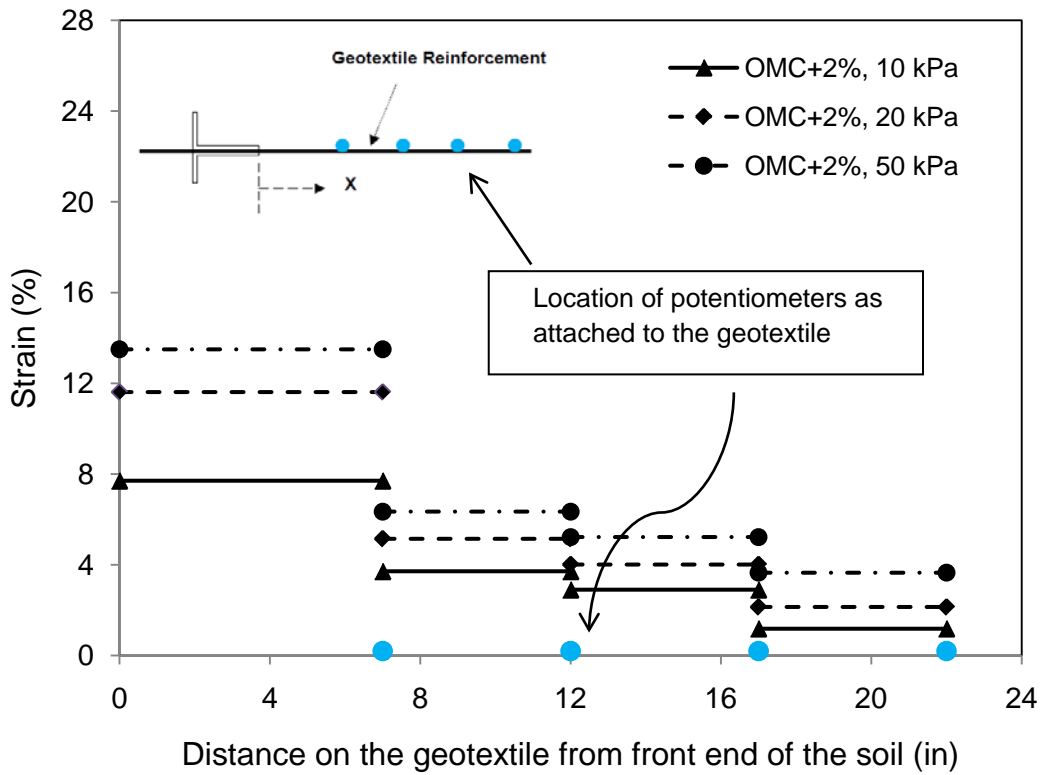 28
24
20
16
12
8
4
0
Strain (%)
Geotextile Reinforcement
X
OMC+2%, 10 kPa
OMC+2%, 20 kPa
OMC+2%, 50 kPa
Location of potentiometers as
attached to the geotextile
0 4 8 12 16 20 24
Distance on the geotextile from front end of the soil (in)